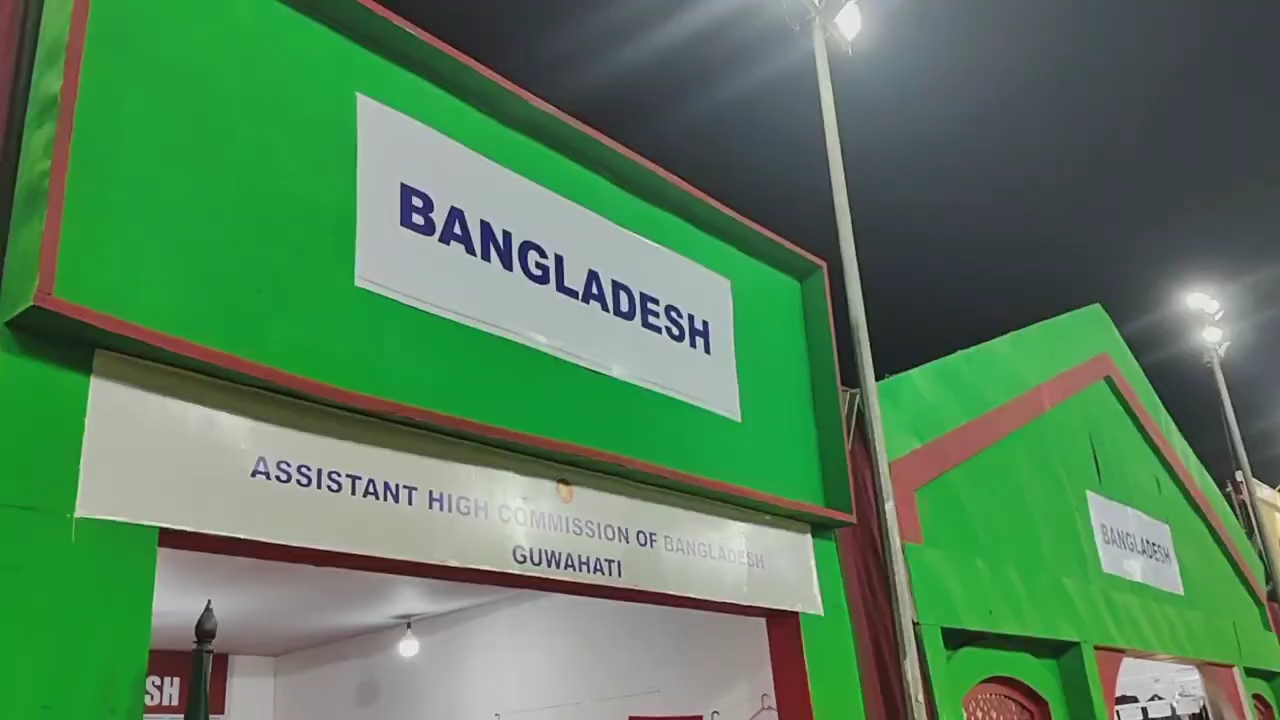 BANGLADESH
ASSISTANT HIGH COMMISSION OF BANGLADESH
GUWAHATI
BANGLADESH
SH